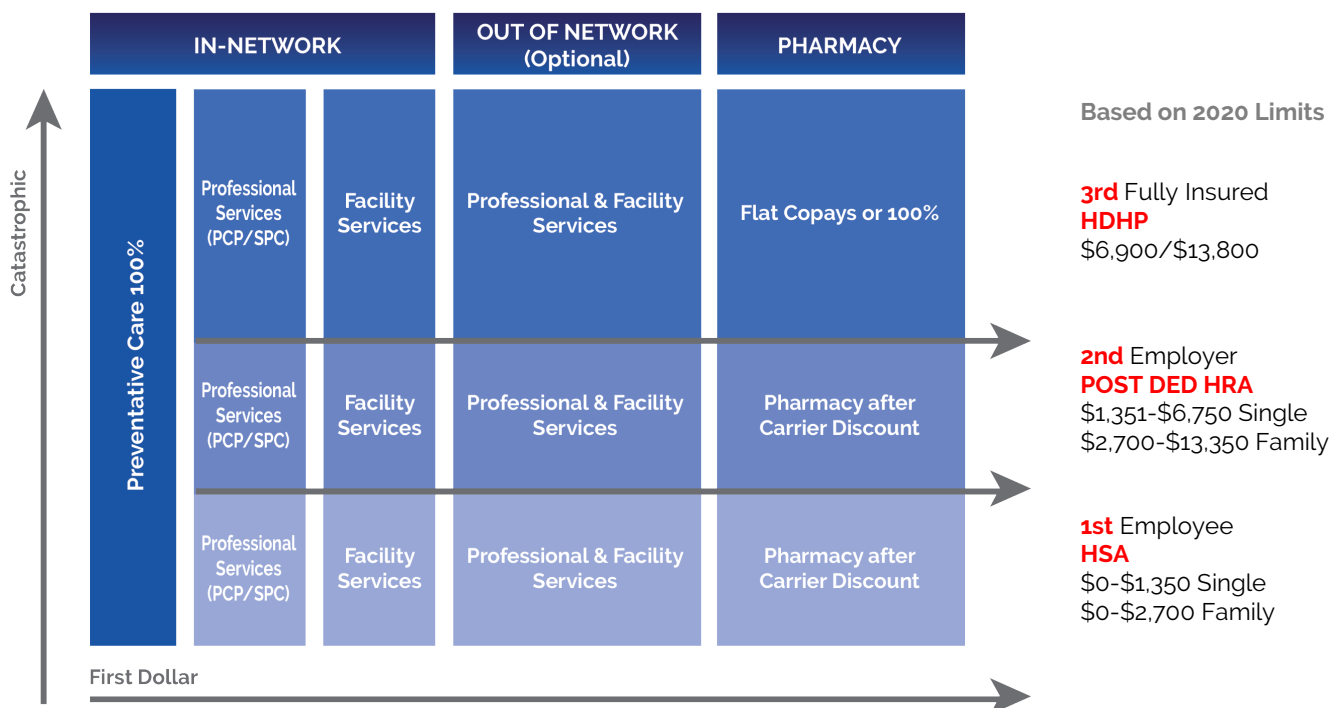 IN-NETWORK
OUT OF NETWORK
(Optional)
PHARMACY
Based on 2020 Limits
Catastrophic
Preventative Care 100%
Professional
Services
(PCP/SPC)
Facility
Services
Professional & Facility
Services
Flat Copays or 100%
3rd Fully Insured
HDHP
$6,900/$13,800
Professional
Services
(PCP/SPC)
Facility
Services
Professional & Facility
Services
Pharmacy after
Carrier Discount
2nd Employer
POST DED HRA
$1,351-$6,750 Single
$2,700-$13,350 Family
Professional
Services
(PCP/SPC)
Facility
Services
Professional & Facility
Services
Pharmacy after
Carrier Discount
1st Employee
HSA
$0-$1,350 Single
$0-$2,700 Family
First Dollar